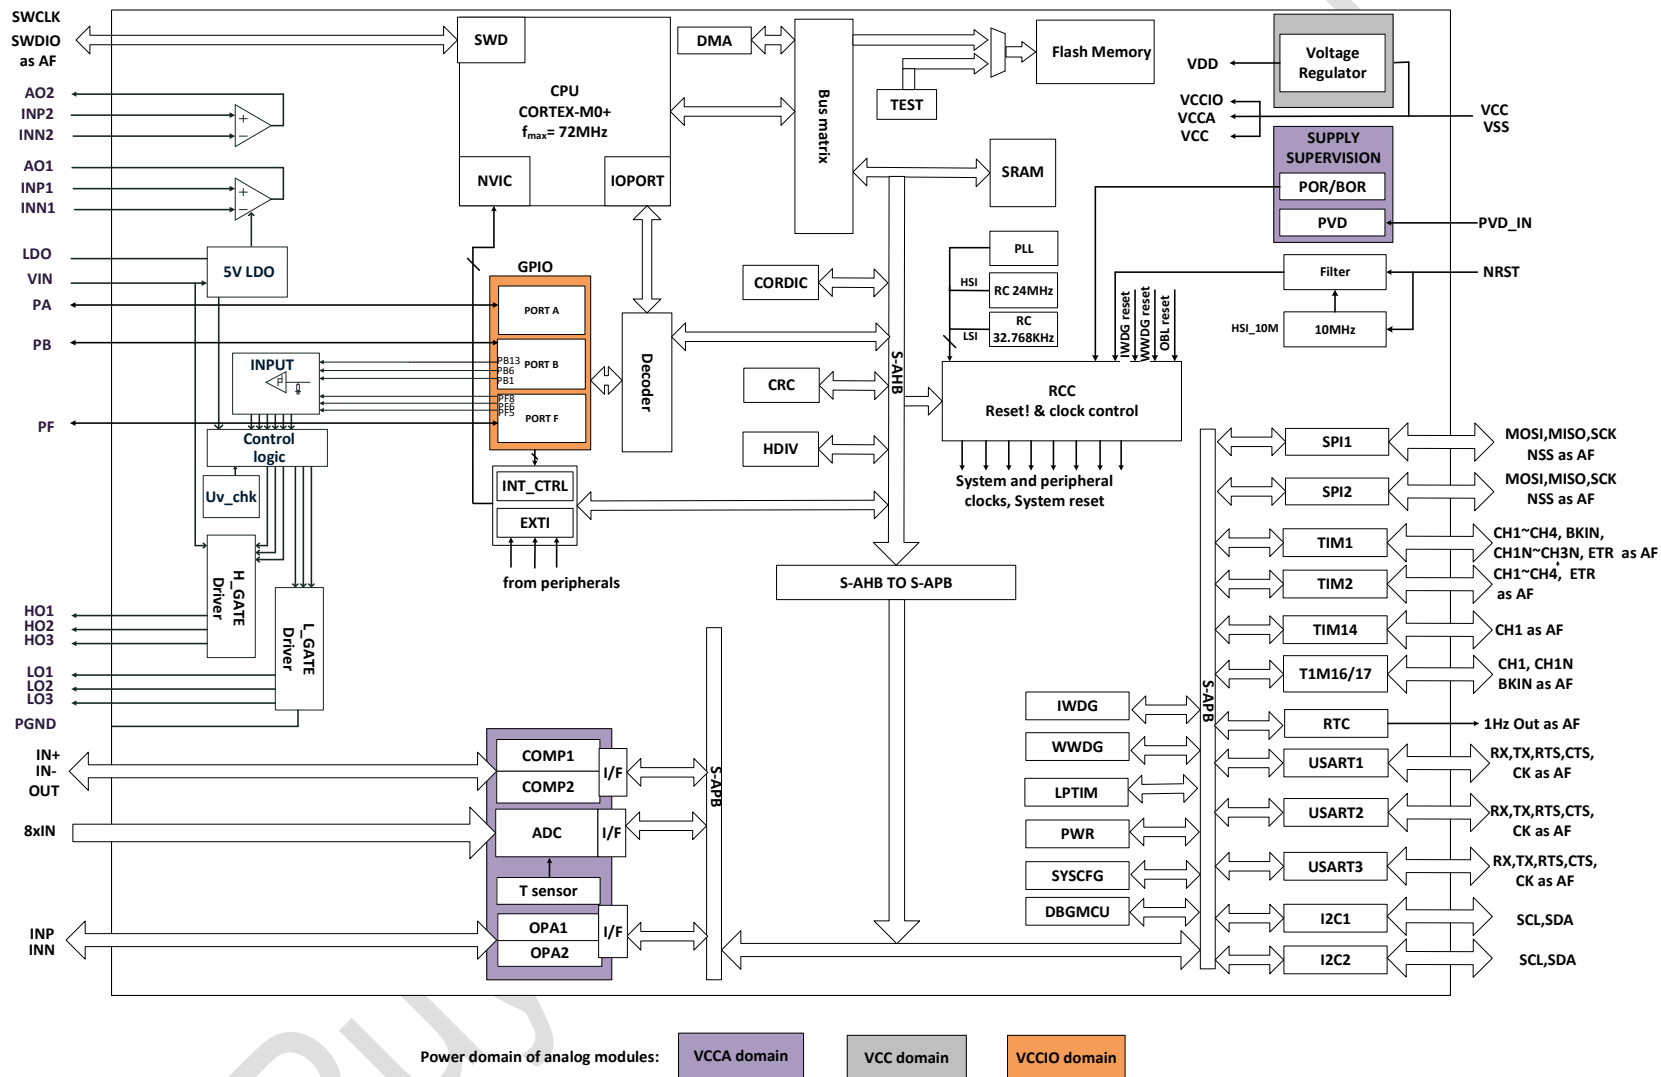 SWCLK
SWDIO
as AF
AO2
INP2
INN2
AO1
INP1
INN1
LDO
VIN
PA
PB
PF
HO1
HO2
HO3
LO1
LO2
LO3
PGND
IN+
IN-
OUT
8xIN
INP
INN
SWD
CPU
CORTEX-M0+
fmax= 72MHz
NVIC
IOPORT
+
−
+
−
5V LDO
GPIO
PORT A
PORT B
PORT F
PB13
PB6
PB1
PF8
PF6
PF5
INPUT
Control
logic
Uv_chk
H_GATE
Driver
L_GATE
Driver
INT_CTRL
EXTI
from peripherals
Decoder
DMA
Bus matrix
TEST
Flash Memory
SRAM
CORDIC
CRC
HDIV
S-AHB
PLL
HSI
RC 24MHz
LSI
RC
32.768KHz
RCC
Reset! & clock control
IWDG reset
WWDG reset
OBL reset
System and peripheral
clocks, System reset
S-AHB TO S-APB
Voltage
Regulator
VDD
VCCIO
VCCA
VCC
VCC
VSS
SUPPLY
SUPERVISION
POR/BOR
PVD
PVD_IN
Filter
NRST
HSI_10M
10MHz
COMP1
COMP2
I/F
ADC
I/F
T sensor
OPA1
OPA2
I/F
S-APB
IWDG
WWDG
LPTIM
PWR
SYSCFG
DBGMCU
S-APB
SPI1
MOSI,MISO,SCK
NSS as AF
SPI2
MOSI,MISO,SCK
NSS as AF
TIM1
CH1~CH4, BKIN,
CH1N~CH3N, ETR as AF
TIM2
CH1~CH4, ETR
as AF
TIM14
CH1 as AF
T1M16/17
CH1, CH1N
BKIN as AF
RTC
1Hz Out as AF
USART1
RX,TX,RTS,CTS,
CK as AF
USART2
RX,TX,RTS,CTS,
CK as AF
USART3
RX,TX,RTS,CTS,
CK as AF
I2C1
SCL,SDA
I2C2
SCL,SDA
Power domain of analog modules:
VCCA domain
VCC domain
VCCIO domain